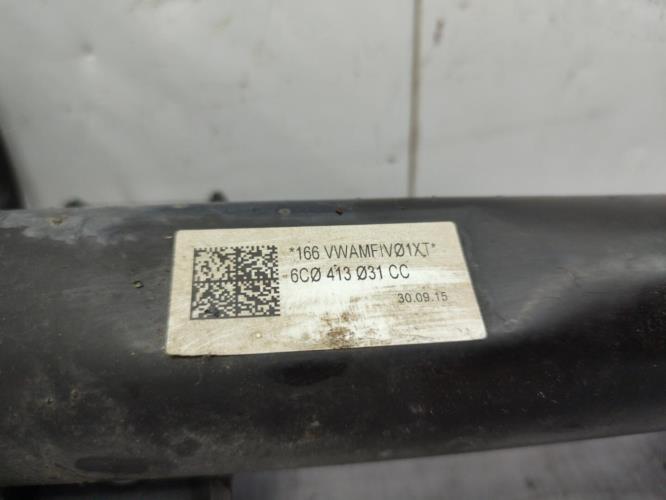 *166 VWAMFIVØ1XT*
6CØ 413 Ø31 CC
30.09.15